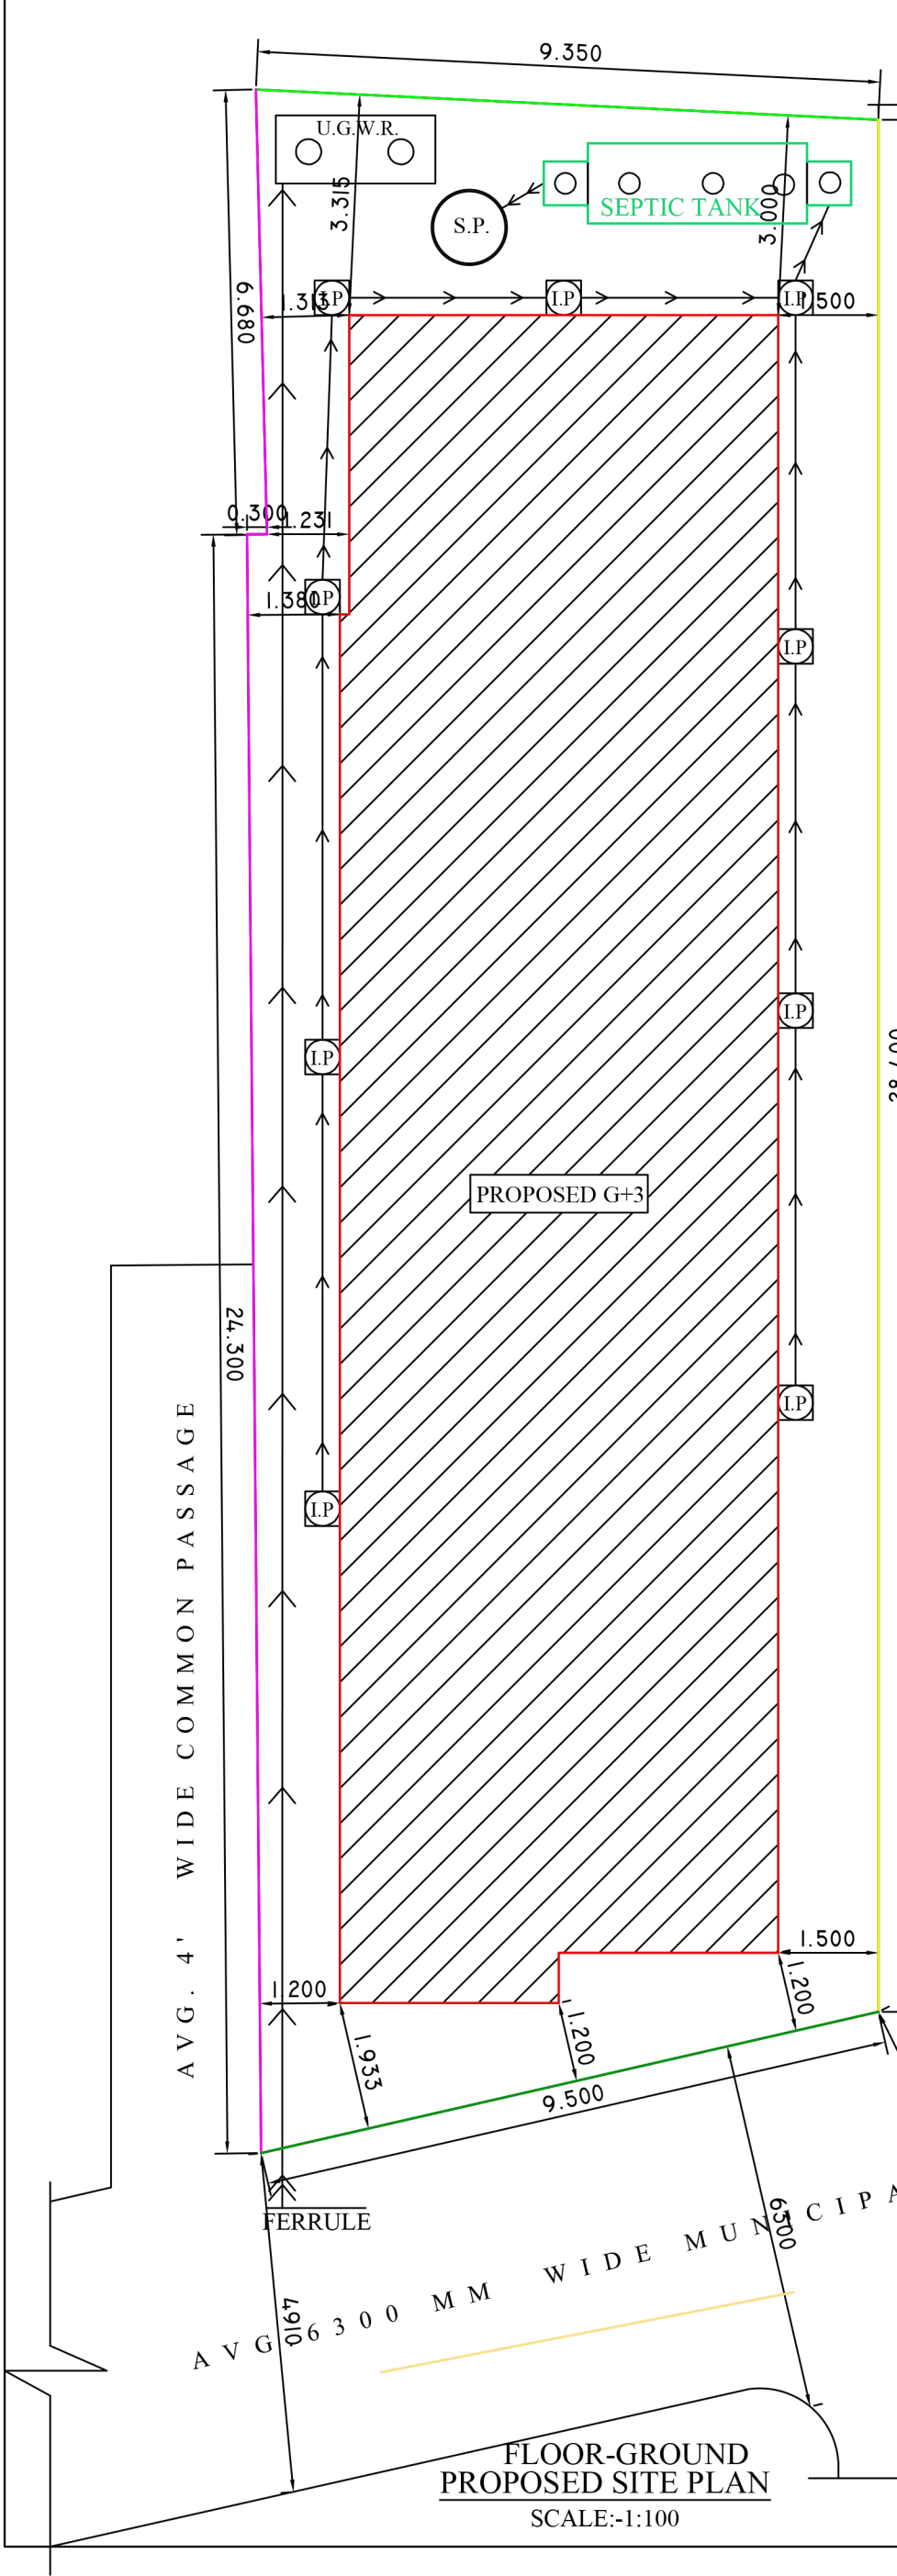 9.350
U.G.W.R.
3.315
S.P.
SEPTIC TANK
3.000
6.680
1.313
I.P
I.P
I.P
1.500
0.300
1.231
1.380
I.P
I.P
I.P
I.P
PROPOSED G+3
24.300
I.P
I.P
AVG. 4' WIDE COMMON PASSAGE
1.500
1.200
1.200
1.933
1.200
9.500
FERRULE
6300
4910
AVG 6300 MM WIDE MUNICIPA
FLOOR-GROUND
PROPOSED SITE PLAN
SCALE:-1:100